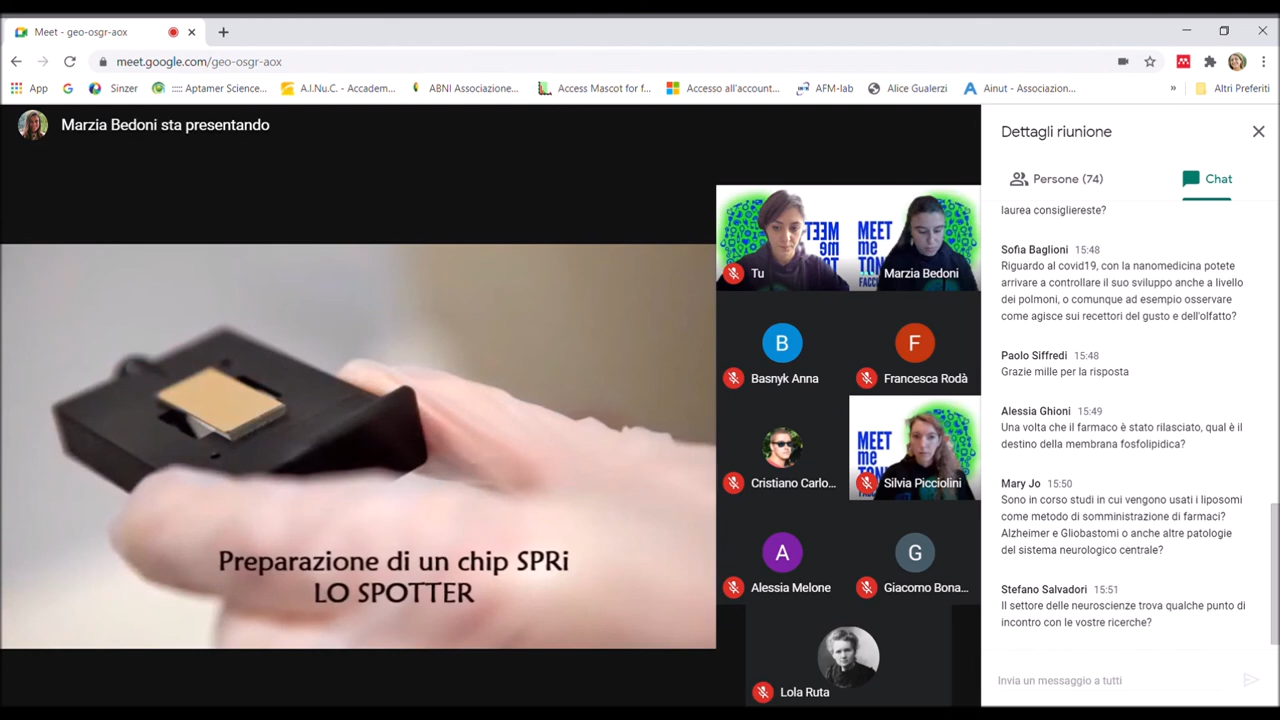 Meet - geo-osgr-aox
meet.google.com/geo-osgr-aox
App
Sinzer
::::: Aptamer Science...
A.I.Nu.C. - Accadem...
ABNI Associazione...
Access Mascot for f...
Accesso all'account...
AFM-lab
Alice Gualerzi
Ainut - Associazion...
»
Altri Preferiti
Marzia Bedoni sta presentando
Dettagli riunione
Persone (74)
Chat
laurea consigliereste?
Sofia Baglioni 15:48
Riguardo al covid19, con la nanomedicina potete
arrivare a controllare il suo sviluppo anche a livello
dei polmoni, o comunque ad esempio osservare
come agisce sui recettori del gusto e dell'olfatto?
Paolo Siffredi 15:48
Grazie mille per la risposta
Alessia Ghioni 15:49
Una volta che il farmaco è stato rilasciato, qual è il
destino della membrana fosfolipidica?
Mary Jo 15:50
Sono in corso studi in cui vengono usati i liposomi
come metodo di somministrazione di farmaci?
Alzheimer e Gliobastomi o anche altre patologie
del sistema neurologico centrale?
Stefano Salvadori 15:51
Il settore delle neuroscienze trova qualche punto di
incontro con le vostre ricerche?
Invia un messaggio a tutti
MEET
me
Tu
MEET
me
TON
FACC
Marzia Bedoni
B
Basnyk Anna
F
Francesca Rodà
Cristiano Carlo...
MEET
me
TON
Silvia Picciolini
A
Alessia Melone
G
Giacomo Bona...
Lola Ruta
Preparazione di un chip SPRi
LO SPOTTER